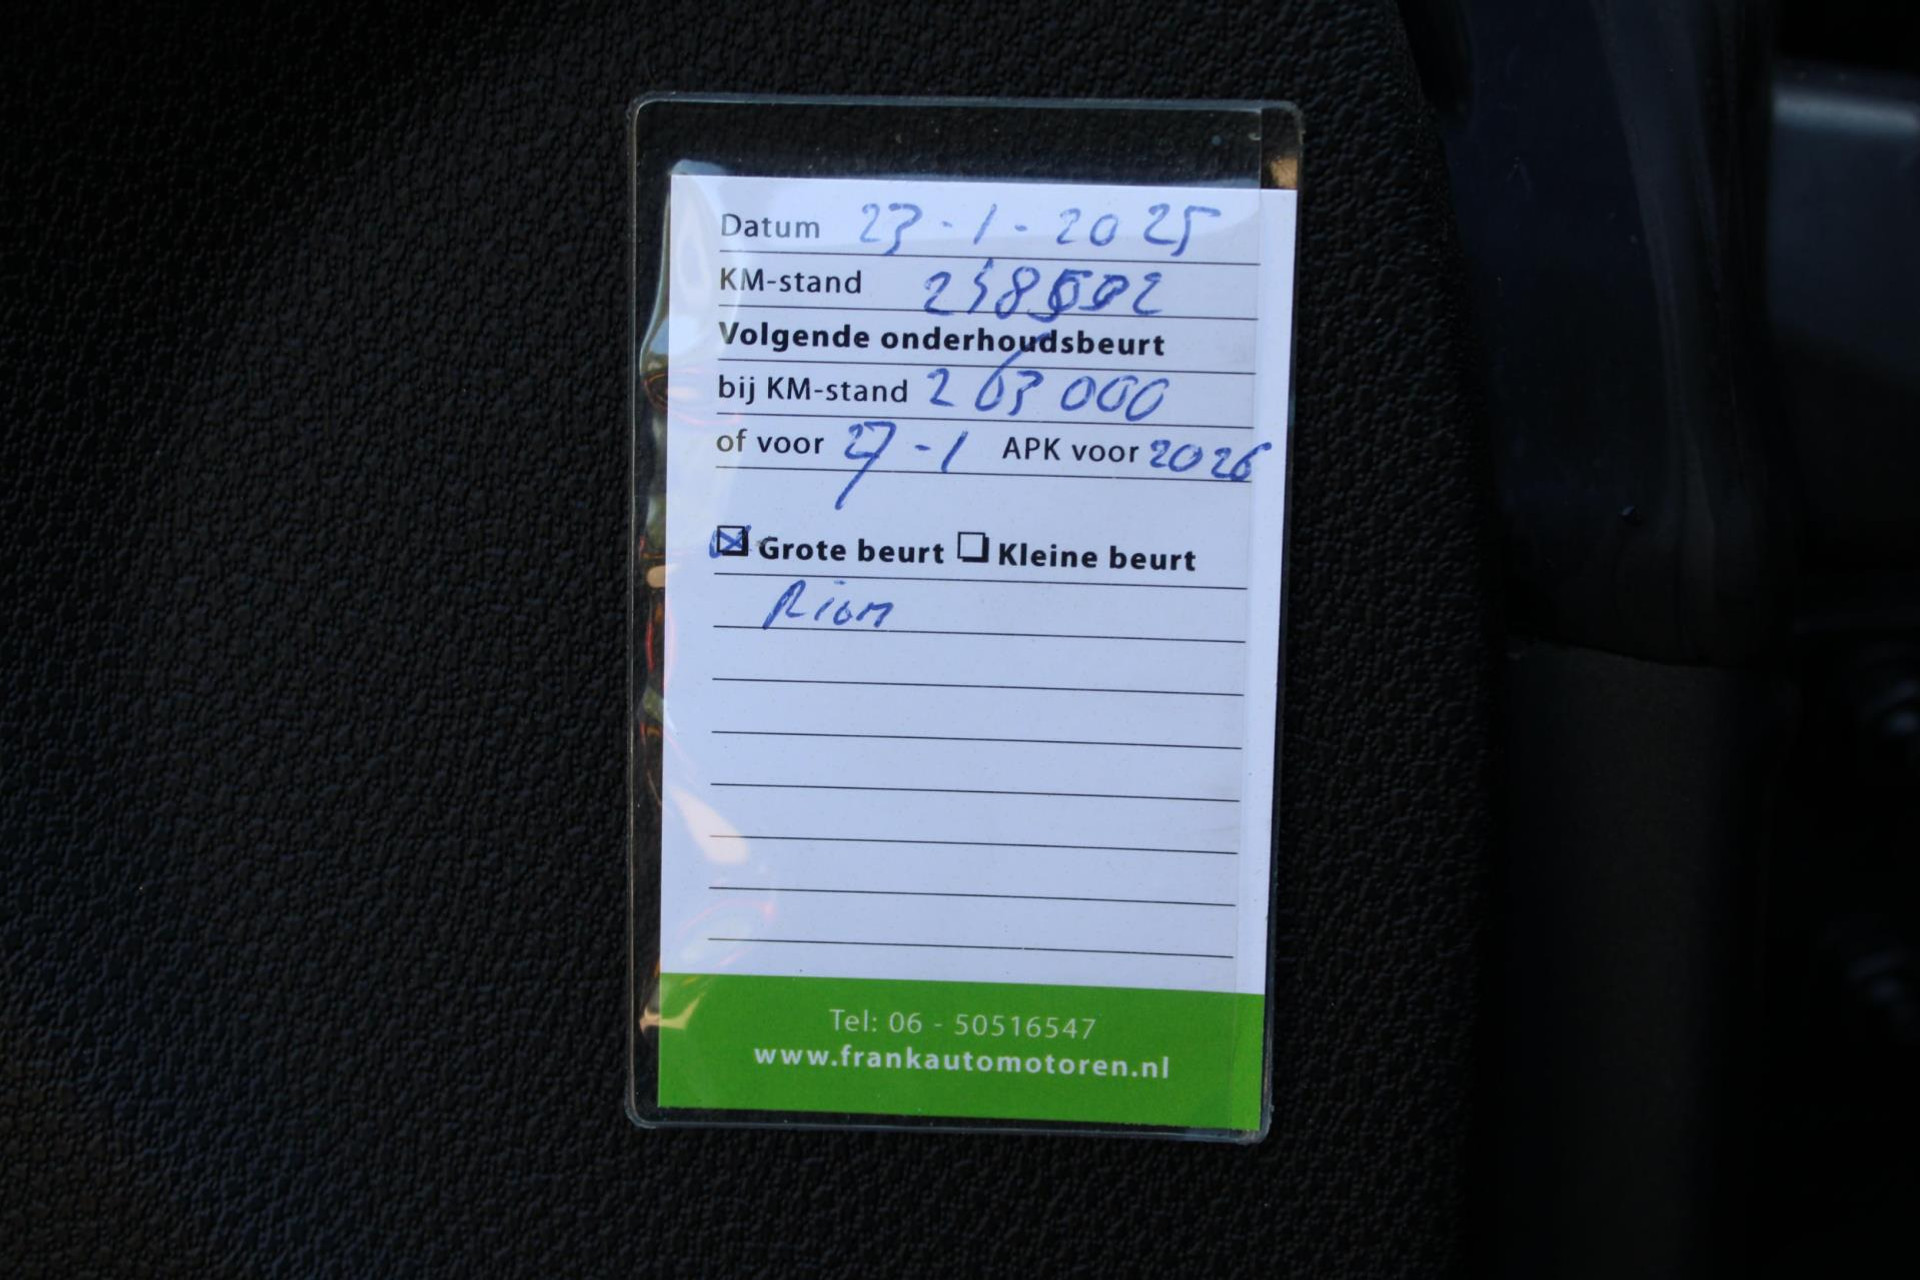 Datum 23-1-2025
KM-stand
Volgende onderhoudsbeurt
bij KM-stand 263000
of voor 27-1 APK voor 2026
Grote beurt Kleine beurt
Riem
Tel: 06 - 50516547
www.frankautomotoren.nl